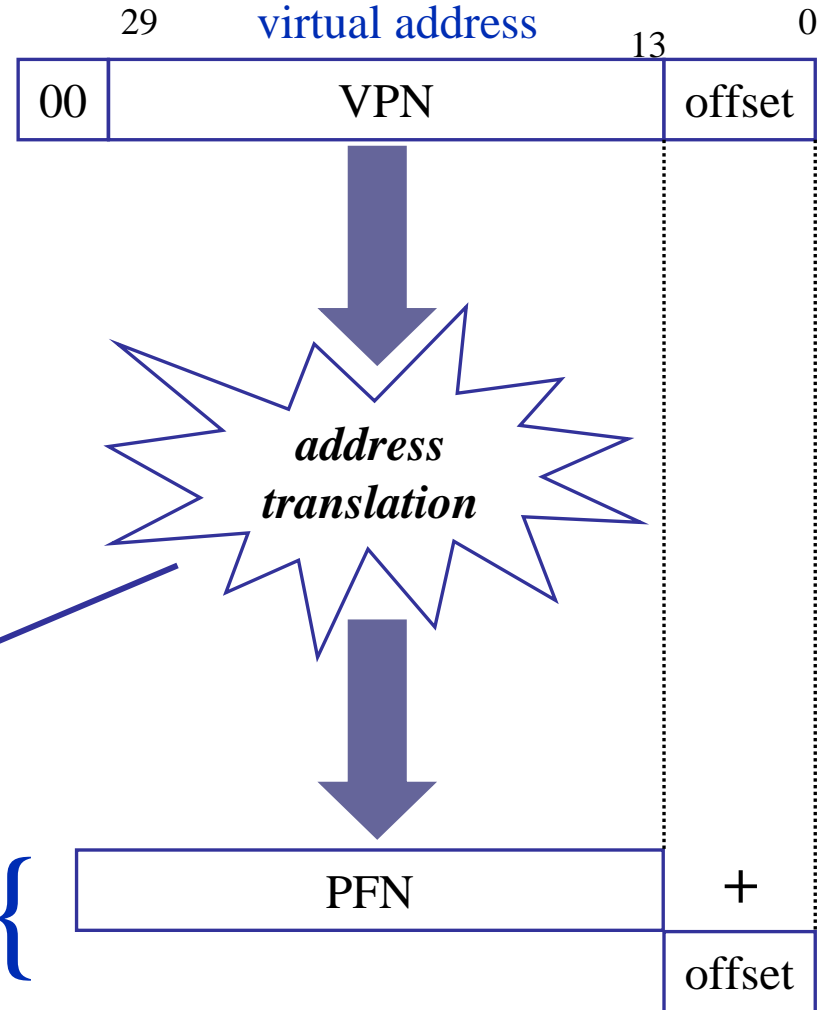 29 virtual address 13 0
00 VPN offset
address
translation
{ PFN +
offset